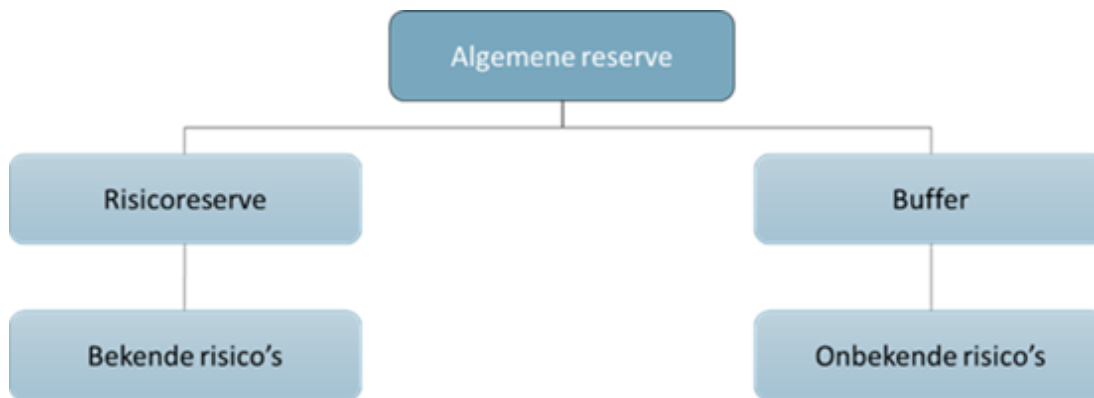 Algemene reserve
Risicoreserve
Buffer
Bekende risico's
Onbekende risico's